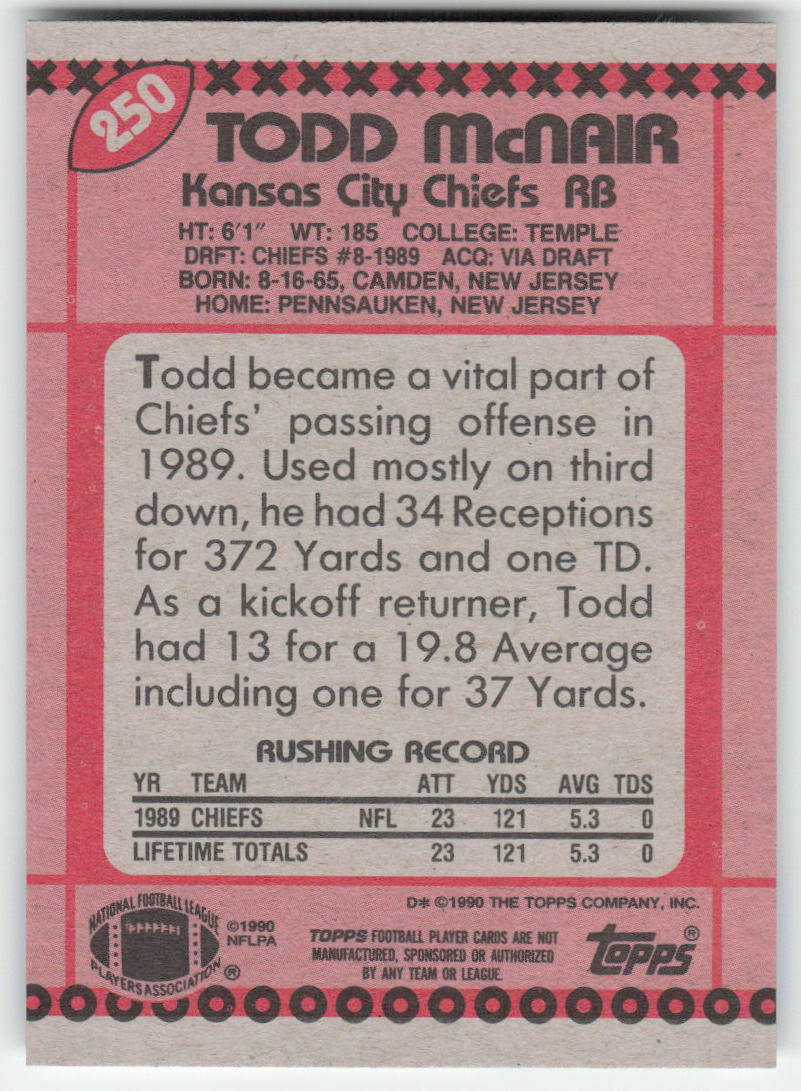 250
TODD McNAIR
Kansas City Chiefs RB
HT: 6'1" WT: 185 COLLEGE: TEMPLE
DRFT: CHIEFS #8-1989 ACQ: VIA DRAFT
BORN: 8-16-65, CAMDEN, NEW JERSEY
HOME: PENNSAUKEN, NEW JERSEY
Todd became a vital part of
Chiefs' passing offense in
1989. Used mostly on third
down, he had 34 Receptions
for 372 Yards and one TD.
As a kickoff returner, Todd
had 13 for a 19.8 Average
including one for 37 Yards.
RUSHING RECORD
YR TEAM ATT YDS AVG TDS
1989 CHIEFS NFL 23 121 5.3 0
LIFETIME TOTALS 23 121 5.3 0
D* ©1990 THE TOPPS COMPANY, INC.
NATIONAL FOOTBALL LEAGUE
PLAYERS ASSOCIATION ®
©1990
NFLPA
TOPPS FOOTBALL PLAYER CARDS ARE NOT
MANUFACTURED, SPONSORED OR AUTHORIZED
BY ANY TEAM OR LEAGUE.
TOPPS ®